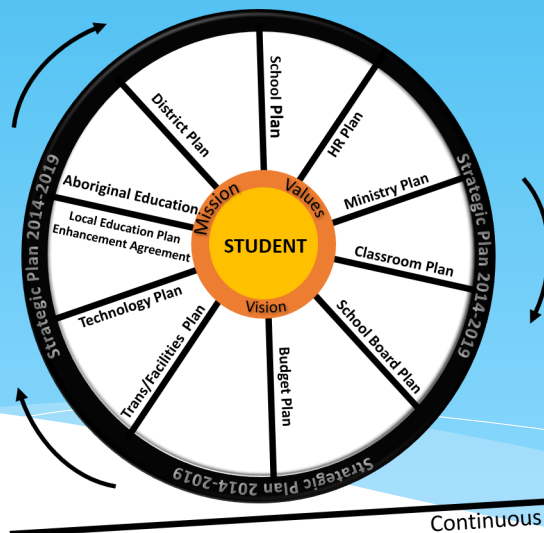 School Plan
HR Plan
Ministry Plan
Classroom Plan
School Board Plan
Budget Plan
Trans/Facilities Plan
Technology Plan
Aboriginal Education
Local Education Plan
Enhancement Agreement
District Plan
Mission
Values
Vision
STUDENT
Strategic Plan 2014-2019
Strategic Plan 2014-2019
Strategic Plan 2014-2019
Continuous